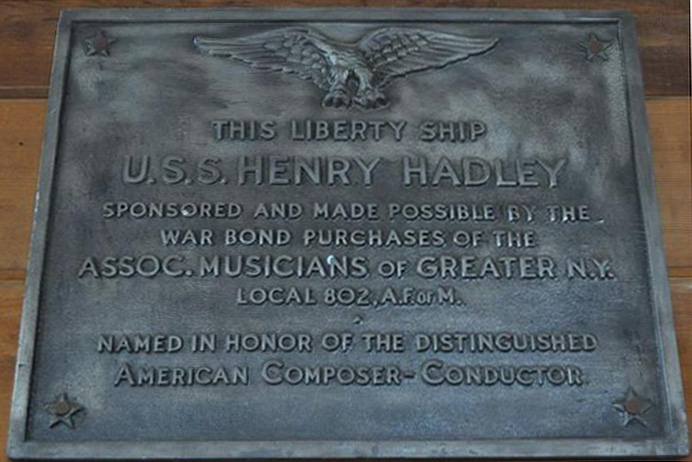 THIS LIBERTY SHIP
U.S.S. HENRY HADLEY
SPONSORED AND MADE POSSIBLE BY THE
WAR BOND PURCHASES OF THE
ASSOC. MUSICIANS OF GREATER N.Y.
LOCAL 802, A.F. OF M.
NAMED IN HONOR OF THE DISTINGUISHED
AMERICAN COMPOSER-CONDUCTOR.